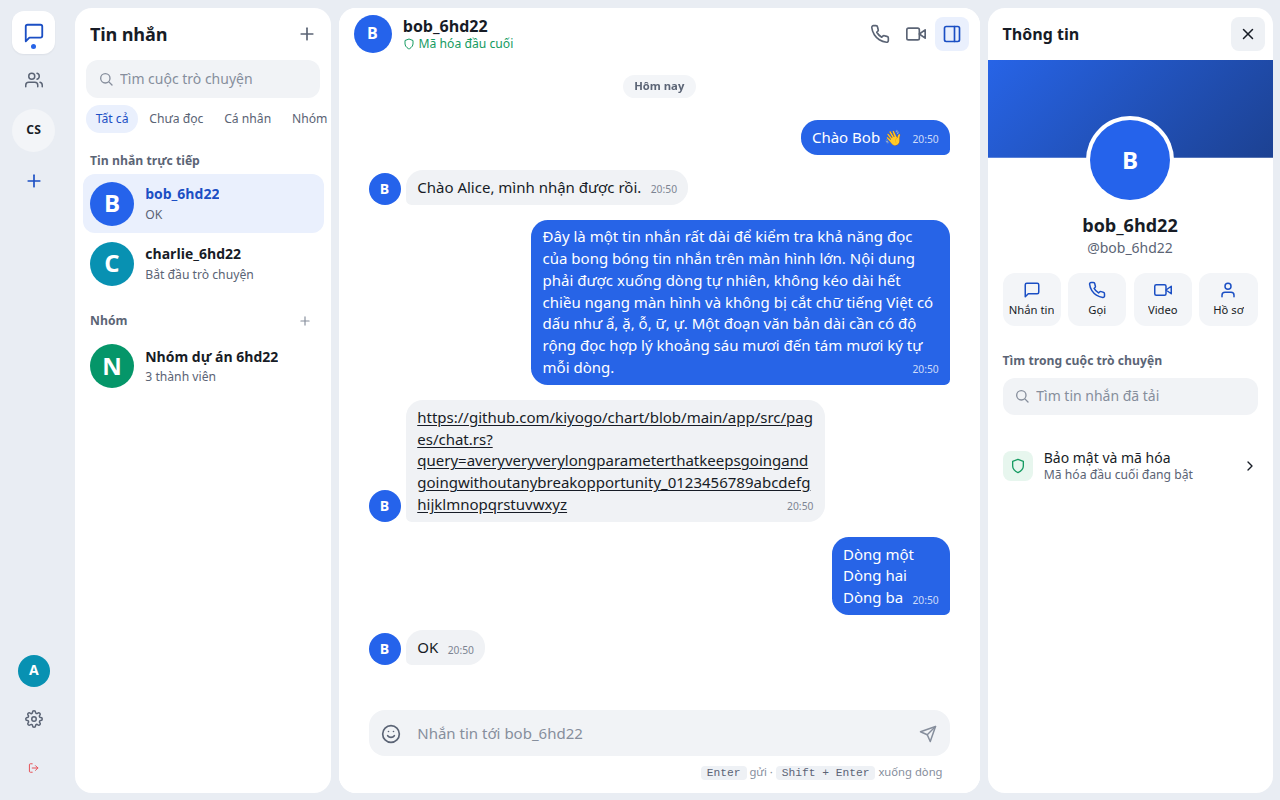 CS
A
Tin nhắn
Tìm cuộc trò chuyện
Tất cả
Chưa đọc
Cá nhân
Nhóm
Tin nhắn trực tiếp
B
bob_6hd22
OK
C
charlie_6hd22
Bắt đầu trò chuyện
Nhóm
N
Nhóm dự án 6hd22
3 thành viên
B
bob_6hd22
Mã hóa đầu cuối
Hôm nay
Chào Bob 👋 20:50
B
Chào Alice, mình nhận được rồi. 20:50
Đây là một tin nhắn rất dài để kiểm tra khả năng đọc
của bong bóng tin nhắn trên màn hình lớn. Nội dung
phải được xuống dòng tự nhiên, không kéo dài hết
chiều ngang màn hình và không bị cắt chữ tiếng Việt có
dấu như ẩ, ặ, ỗ, ữ, ự. Một đoạn văn bản dài cần có độ
rộng đọc hợp lý khoảng sáu mươi đến tám mươi ký tự
mỗi dòng. 20:50
https://github.com/kiyogo/chart/blob/main/app/src/pag
es/chat.rs?
query=averyveryverylongparameterthatkeepsgoingand
goingwithoutanybreakopportunity_0123456789abcdefg
hijklmnopqrstuvwxyz 20:50
B
Dòng một
Dòng hai
Dòng ba 20:50
B
OK 20:50
Nhắn tin tới bob_6hd22
Enter gửi · Shift + Enter xuống dòng
Thông tin
B
bob_6hd22
@bob_6hd22
Nhắn tin
Gọi
Video
Hồ sơ
Tìm trong cuộc trò chuyện
Tìm tin nhắn đã tải
Bảo mật và mã hóa
Mã hóa đầu cuối đang bật